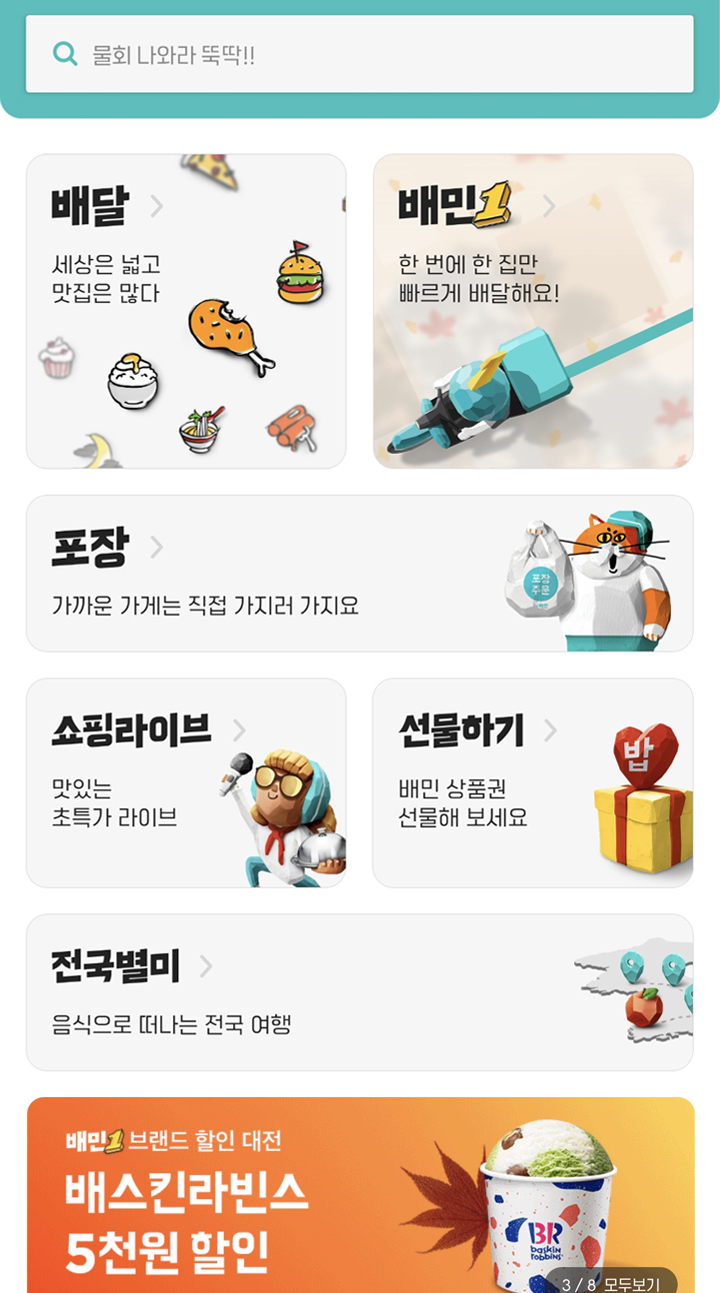 물회 나와라 뚝딱!!
배달
세상은 넓고
맛집은 많다
배민1
한 번에 한 집만
빠르게 배달해요!
포장
가까운 가게는 직접 가지러 가지요
포장
주문
쇼핑라이브
맛있는
초특가 라이브
선물하기
배민 상품권
선물해 보세요
밥
전국별미
음식으로 떠나는 전국 여행
배민1 브랜드 할인 대전
배스킨라빈스
5천원 할인
BR
baskin
robbins
3 / 8 모두보기